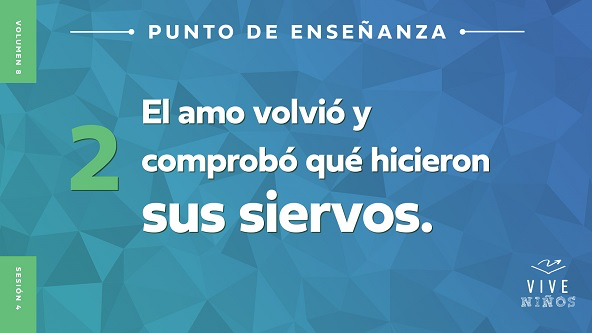 VOLUMEN 8
PUNTO DE ENSEÑANZA
2
El amo volvió y
comprobó qué hicieron
sus siervos.
SESIÓN 4
VIVE
NIÑOS